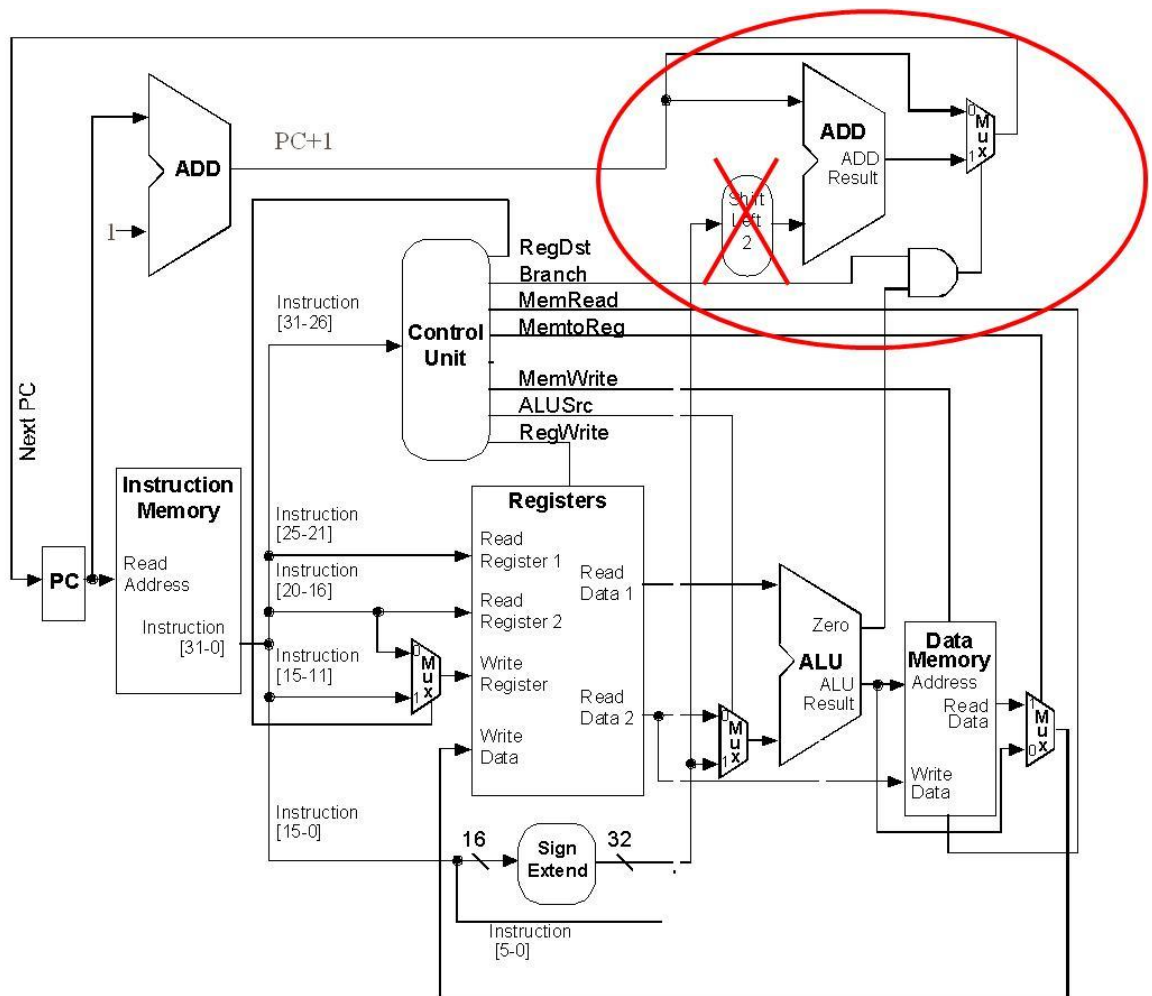 0
M
u
x
1
ADD
ADD
Result
PC+1
ADD
1
Shift
Left
2
RegDst
Branch
MemRead
MemtoReg
MemWrite
ALUSrc
RegWrite
Control
Unit
Instruction
[31-26]
Next PC
Instruction
Memory
Read
Address
Instruction
[31-0]
PC
Instruction
[25-21]
Instruction
[20-16]
Instruction
[15-11]
Instruction
[15-0]
0
M
u
x
1
Registers
Read
Register 1
Read
Register 2
Write
Register
Write
Data
Read
Data 1
Read
Data 2
0
M
u
x
1
Zero
ALU
ALU
Result
Data
Memory
Address
Read
Data
Write
Data
1
M
u
x
0
16
Sign
Extend
32
Instruction
[5-0]